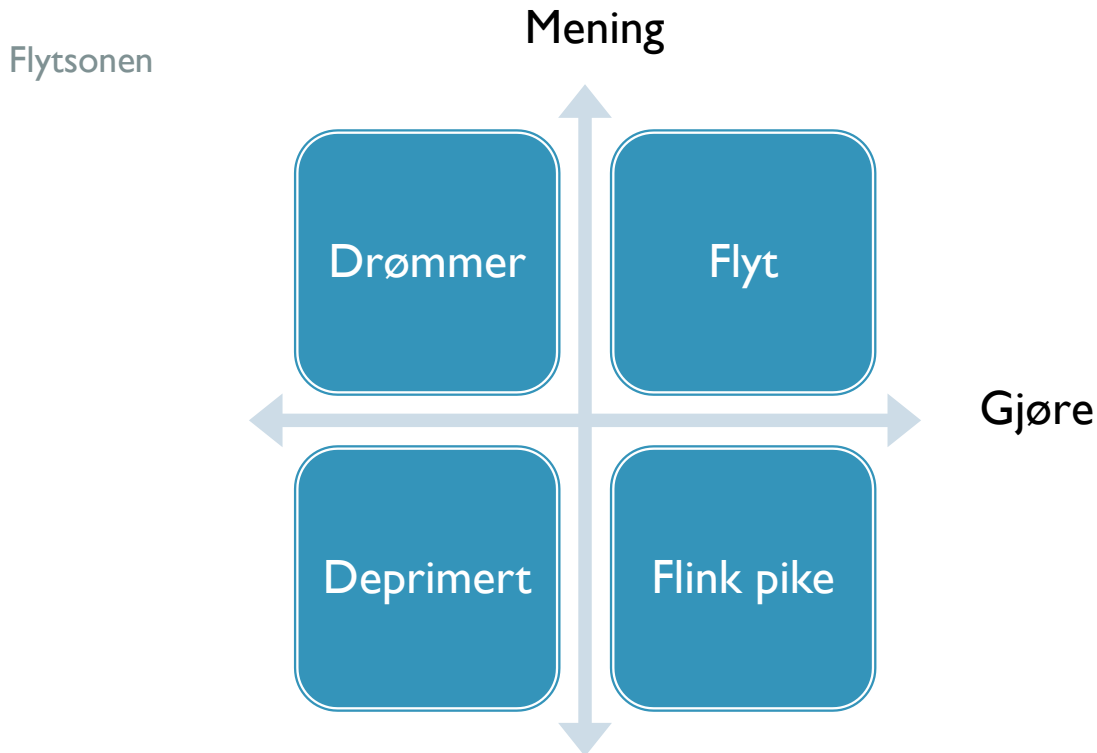 Mening
Flytsonen
Drømmer
Flyt
Gjøre
Deprimert
Flink pike